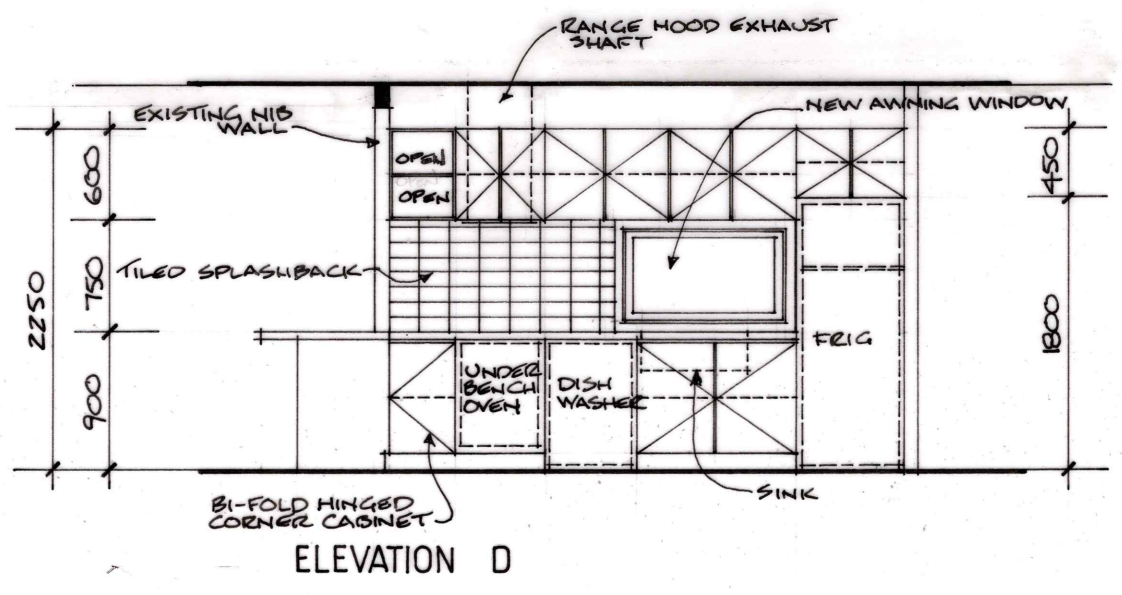 RANGE HOOD EXHAUST
SHAFT
EXISTING NIB
WALL
NEW AWNING WINDOW
OPEN
OPEN
600
450
TILED SPLASHBACK
750
2250
1800
FRIG
UNDER
BENCH
OVEN
DISH
WASHER
900
SINK
BI-FOLD HINGED
CORNER CABINET
ELEVATION D